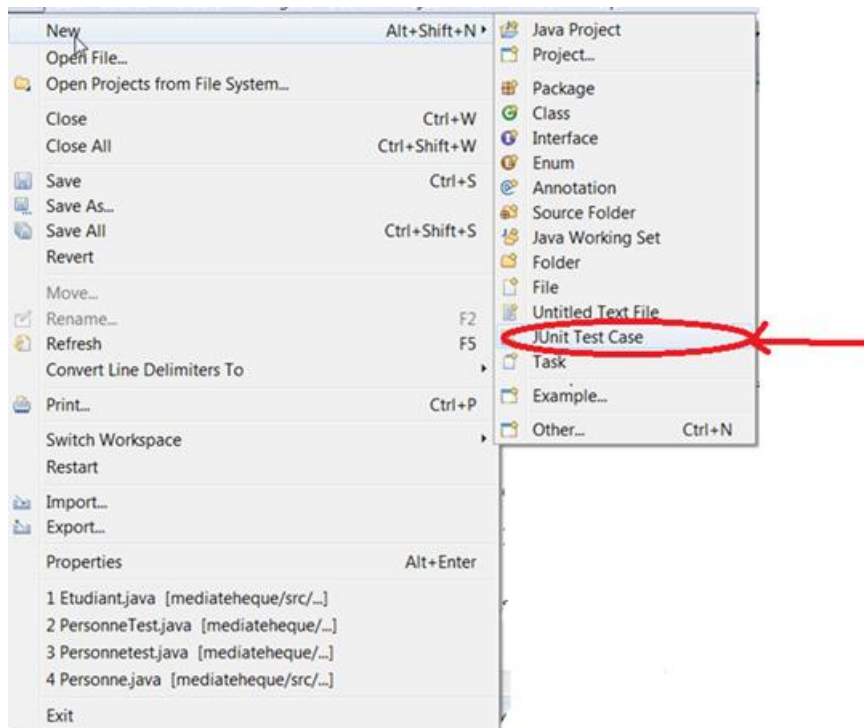 New Alt+Shift+N
Open File...
Open Projects from File System...
Close Ctrl+W
Close All Ctrl+Shift+W
Save Ctrl+S
Save As...
Save All Ctrl+Shift+S
Revert
Move...
Rename... F2
Refresh F5
Convert Line Delimiters To
Print... Ctrl+P
Switch Workspace
Restart
Import...
Export...
Properties Alt+Enter
1 Etudiant.java [mediatheque/src/...]
2 PersonneTest.java [mediatheque/...]
3 Personnetest.java [mediatheque/...]
4 Personne.java [mediatheque/src/...]
Exit
Java Project
Project...
Package
Class
Interface
Enum
Annotation
Source Folder
Java Working Set
Folder
File
Untitled Text File
JUnit Test Case
Task
Example...
Other... Ctrl+N